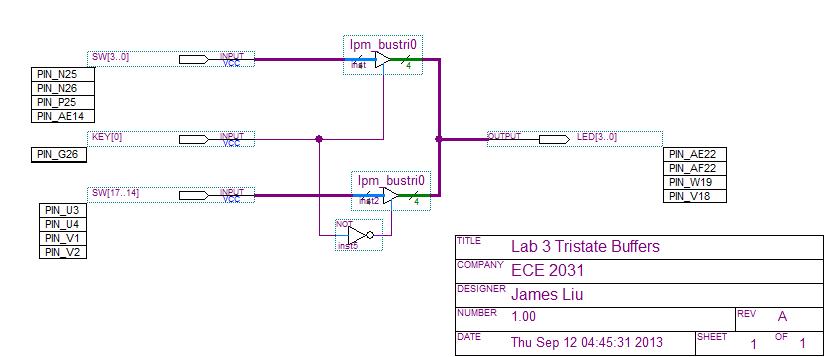 lpm_bustri0
SW[3..0]
INPUT
VCC
inst
4
PIN_N25
PIN_N26
PIN_P25
PIN_AE14
KEY[0]
INPUT
VCC
OUTPUT
LED[3..0]
PIN_G26
PIN_AE22
PIN_AF22
PIN_W19
PIN_V18
lpm_bustri0
SW[17..14]
INPUT
VCC
inst2
4
PIN_U3
PIN_U4
PIN_V1
PIN_V2
NOT
inst5
TITLE Lab 3 Tristate Buffers
COMPANY ECE 2031
DESIGNER James Liu
NUMBER 1.00 REV A
DATE Thu Sep 12 04:45:31 2013 SHEET 1 OF 1